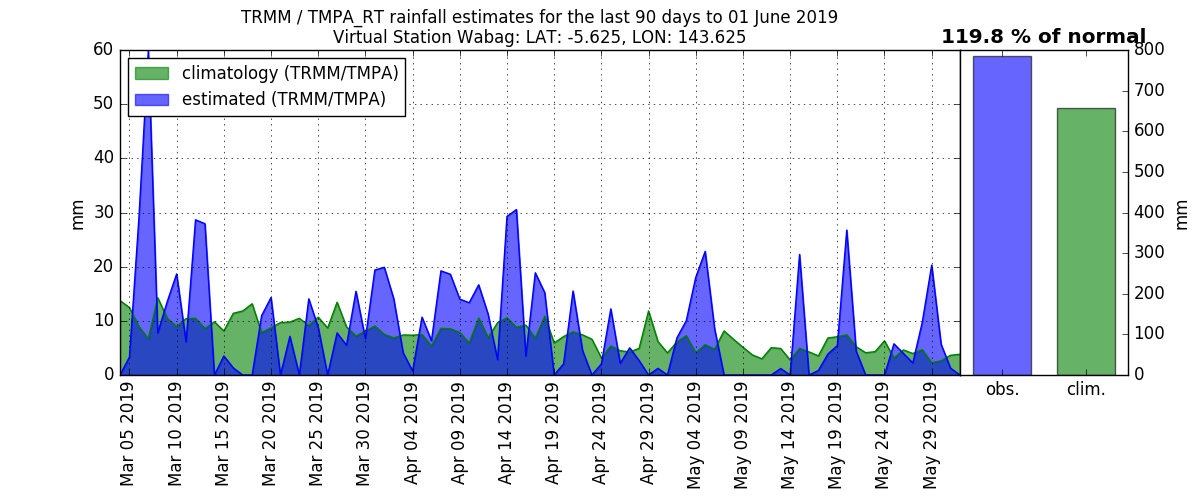 TRMM / TMPA_RT rainfall estimates for the last 90 days to 01 June 2019
Virtual Station Wabag: LAT: -5.625, LON: 143.625
119.8 % of normal
climatology (TRMM/TMPA)
estimated (TRMM/TMPA)
60
50
40
30
20
10
0
mm
Mar 05 2019
Mar 10 2019
Mar 15 2019
Mar 20 2019
Mar 25 2019
Mar 30 2019
Apr 04 2019
Apr 09 2019
Apr 14 2019
Apr 19 2019
Apr 24 2019
Apr 29 2019
May 04 2019
May 09 2019
May 14 2019
May 19 2019
May 24 2019
May 29 2019
obs.
clim.
800
700
600
500
400
300
200
100
0
mm